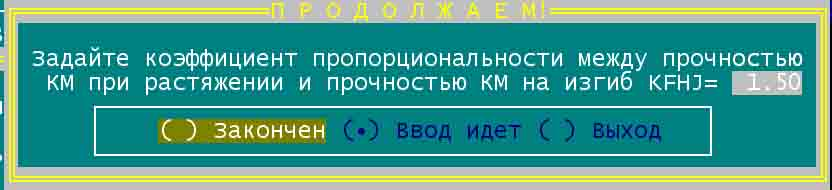 П Р О Д О Л Ж А Е М!
Задайте коэффициент пропорциональности между прочностью
КМ при растяжении и прочностью КМ на изгиб KFHJ= 1.50
( ) Закончен (•) Ввод идет ( ) Выход